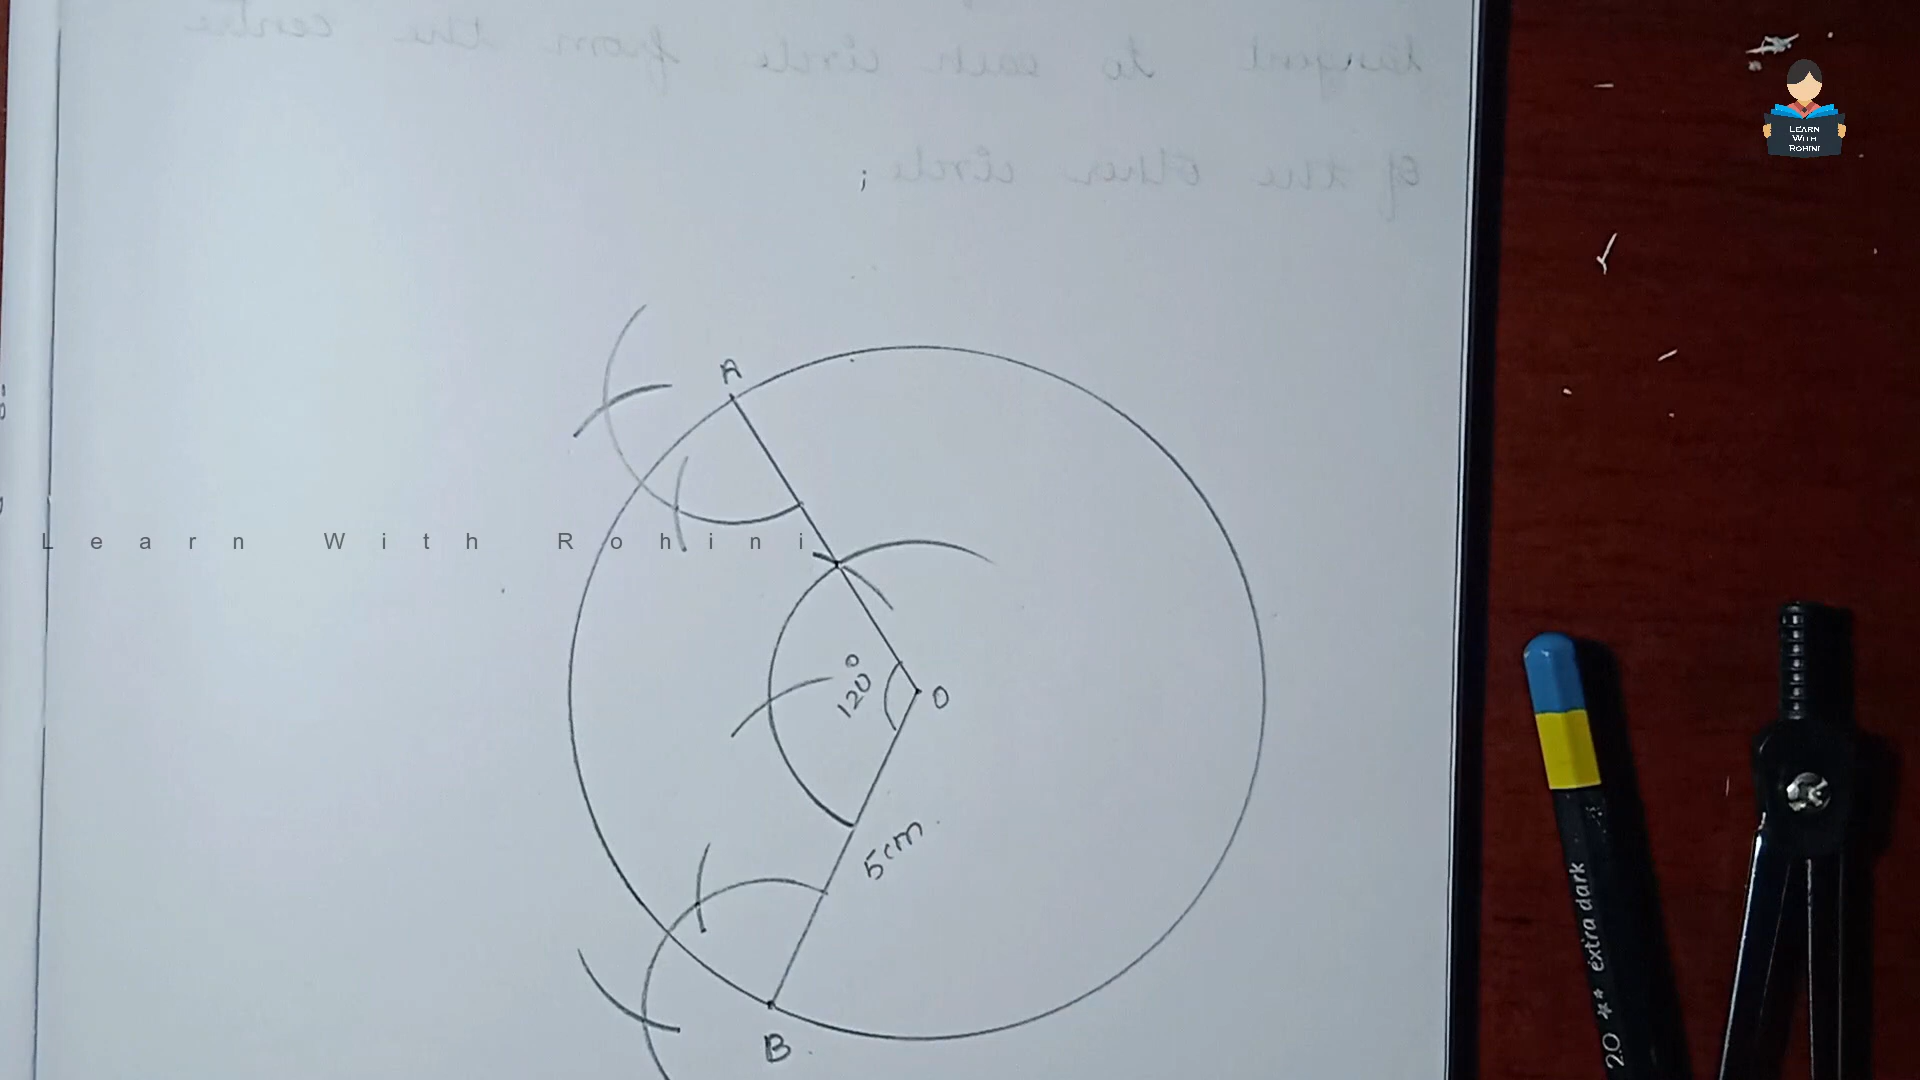 tangent to each circle from the centre
of the other circle;
LEARN
WITH
ROHINI
A
Learn With Rohini
120°
O
5cm.
B.
20 ** extra dark